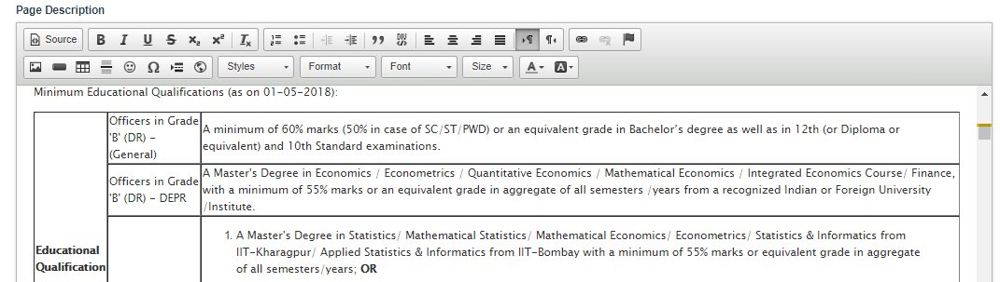 Page Description
Source B I U S x₂ x² Iₓ DIV
Styles Format Font Size A A
Minimum Educational Qualifications (as on 01-05-2018):
Officers in Grade
'B' (DR) –
(General)
A minimum of 60% marks (50% in case of SC/ST/PWD) or an equivalent grade in Bachelor's degree as well as in 12th (or Diploma or
equivalent) and 10th Standard examinations.
Officers in Grade
'B' (DR) – DEPR
A Master's Degree in Economics / Econometrics / Quantitative Economics / Mathematical Economics / Integrated Economics Course/ Finance,
with a minimum of 55% marks or an equivalent grade in aggregate of all semesters /years from a recognized Indian or Foreign University
/Institute.
Educational
Qualification
1. A Master's Degree in Statistics/ Mathematical Statistics/ Mathematical Economics/ Econometrics/ Statistics & Informatics from
IIT-Kharagpur/ Applied Statistics & Informatics from IIT-Bombay with a minimum of 55% marks or equivalent grade in aggregate
of all semesters/years; OR